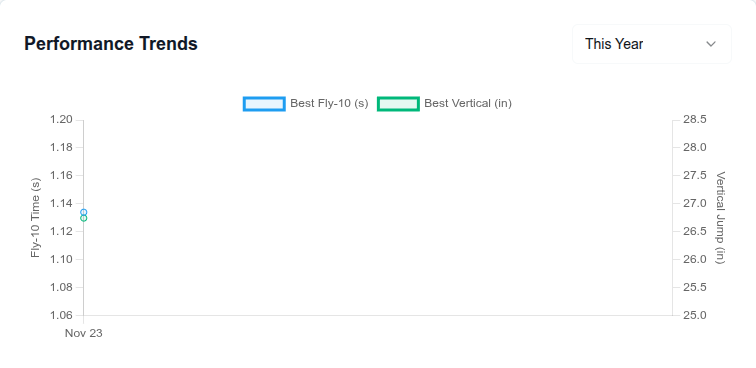 Performance Trends
This Year
Best Fly-10 (s) Best Vertical (in)
1.20 28.5
1.18 28.0
1.16 27.5
1.14 27.0
1.12 26.5
1.10 26.0
1.08 25.5
1.06 25.0
Fly-10 Time (s)
Vertical Jump (in)
Nov 23